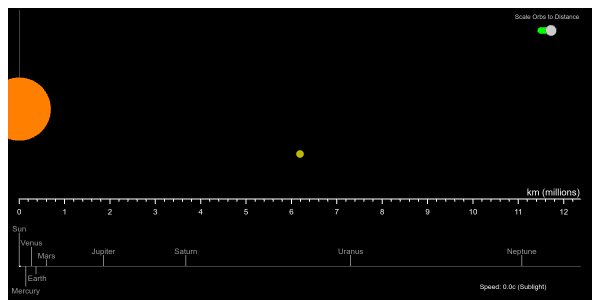 Scale Orbs to Distance
km (millions)
0 1 2 3 4 5 6 7 8 9 10 11 12
Sun
Venus
Mars Jupiter Saturn Uranus Neptune
Earth
Mercury
Speed: 0.0c (Sublight)